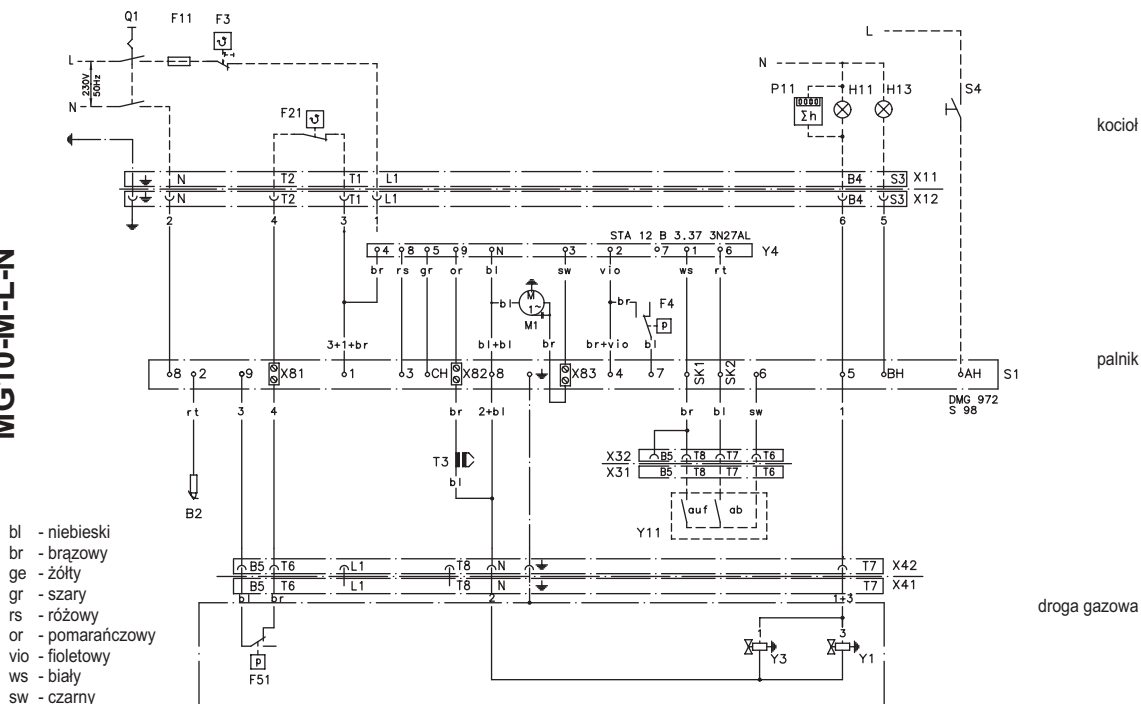 Q1 F11 F3
L
230V
50Hz
N
F21
L
N
P11 H11 H13 S4
Σh
kocioł
N T2 T1 L1 B4 S3 X11
N T2 T1 L1 B4 S3 X12
2 4 3 1 6 5
STA 12 B 3.37 3N27AL
4 8 5 9 N 3 2 7 1 6 Y4
br rs gr or bl sw vio ws rt
bl M 1~ br F4
M1 P
3+1+br bl+bl br br+vio bl
8 2 9 X81 1 3 CH X82 8 X83 4 7 SK1 SK2 6 5 BH AH S1
palnik
DMG 972
S 98
rt 3 4 br 2+bl br bl sw 1
T3
bl
X32 B5 T8 T7 T6
X31 B5 T8 T7 T6
auf ab
Y11
B2
MG10-M-L-N
bl - niebieski
br - brązowy
ge - żółty
gr - szary
rs - różowy
or - pomarańczowy
vio - fioletowy
ws - biały
sw - czarny
B5 T6 L1 T8 N T7 X42
B5 T6 L1 T8 N T7 X41
bl br 2 1+3
droga gazowa
1 3
Y3 Y1
P
F51